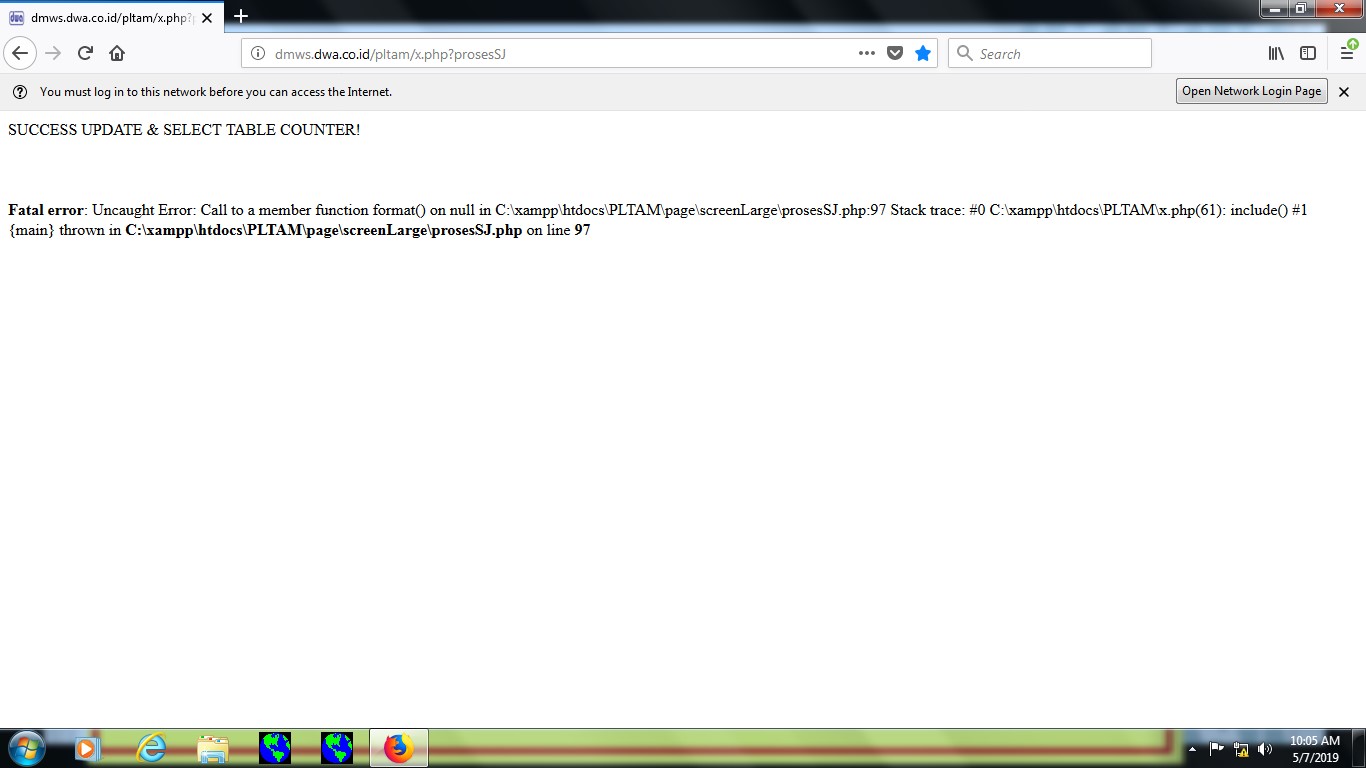 dwa dmws.dwa.co.id/pltam/x.php?p
dmws.dwa.co.id/pltam/x.php?prosesSJ
Search
You must log in to this network before you can access the Internet.
Open Network Login Page
SUCCESS UPDATE & SELECT TABLE COUNTER!
Fatal error: Uncaught Error: Call to a member function format() on null in C:\xampp\htdocs\PLTAM\page\screenLarge\prosesSJ.php:97 Stack trace: #0 C:\xampp\htdocs\PLTAM\x.php(61): include() #1
{main} thrown in C:\xampp\htdocs\PLTAM\page\screenLarge\prosesSJ.php on line 97
10:05 AM
5/7/2019